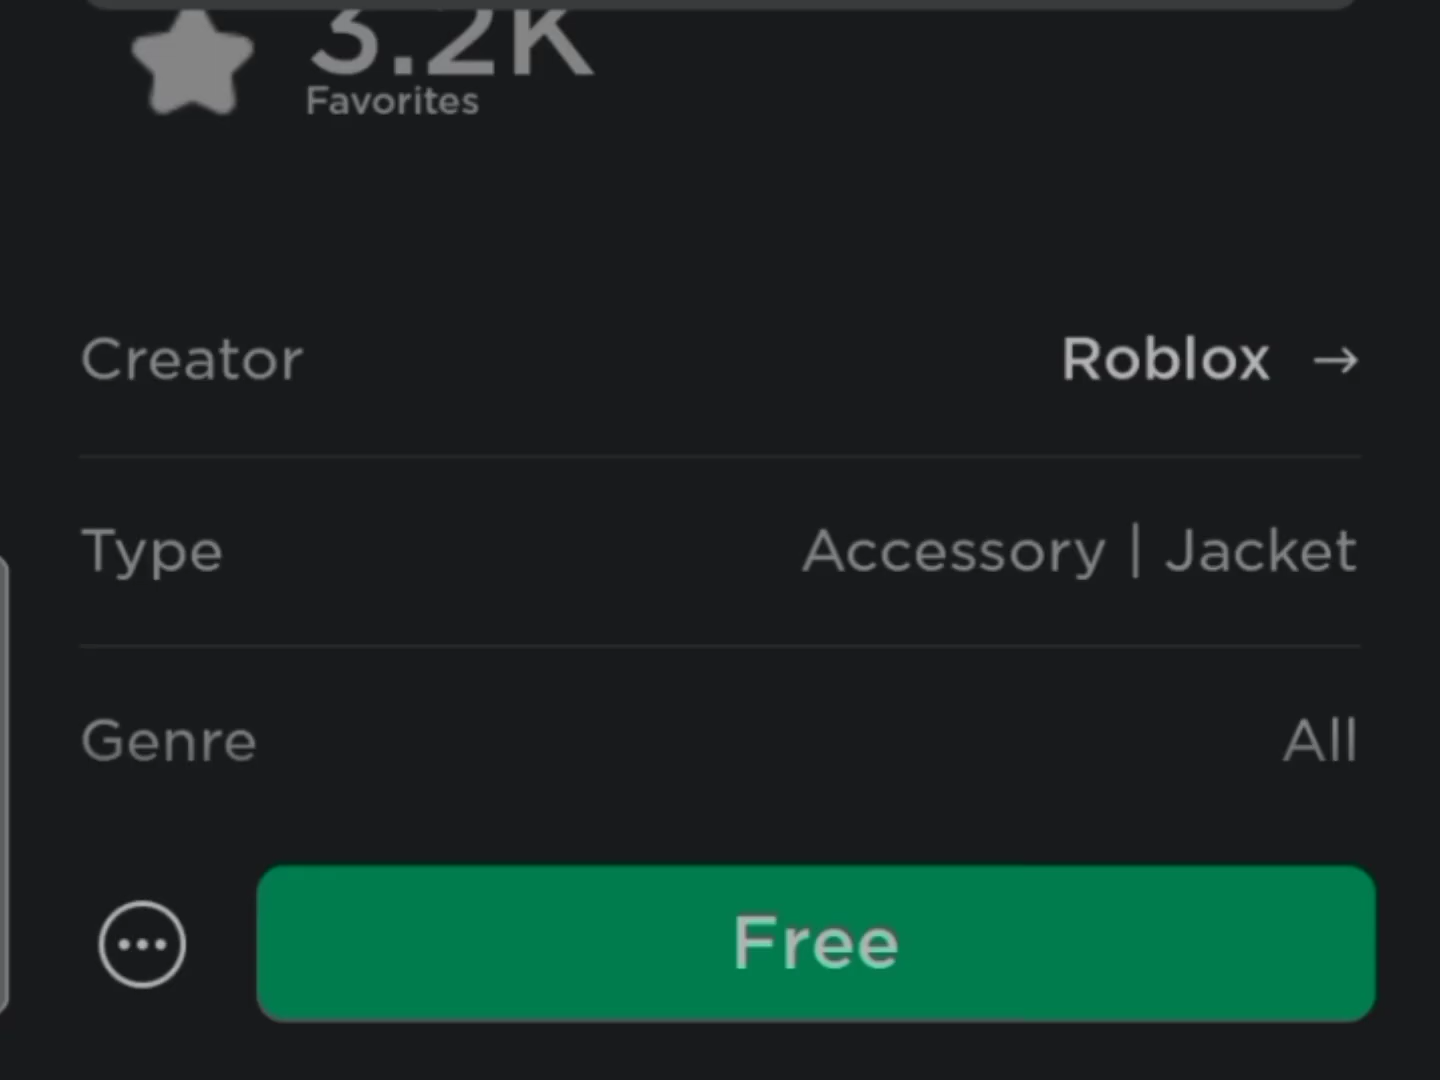 3.2K
Favorites
Creator Roblox →
Type Accessory | Jacket
Genre All
Free